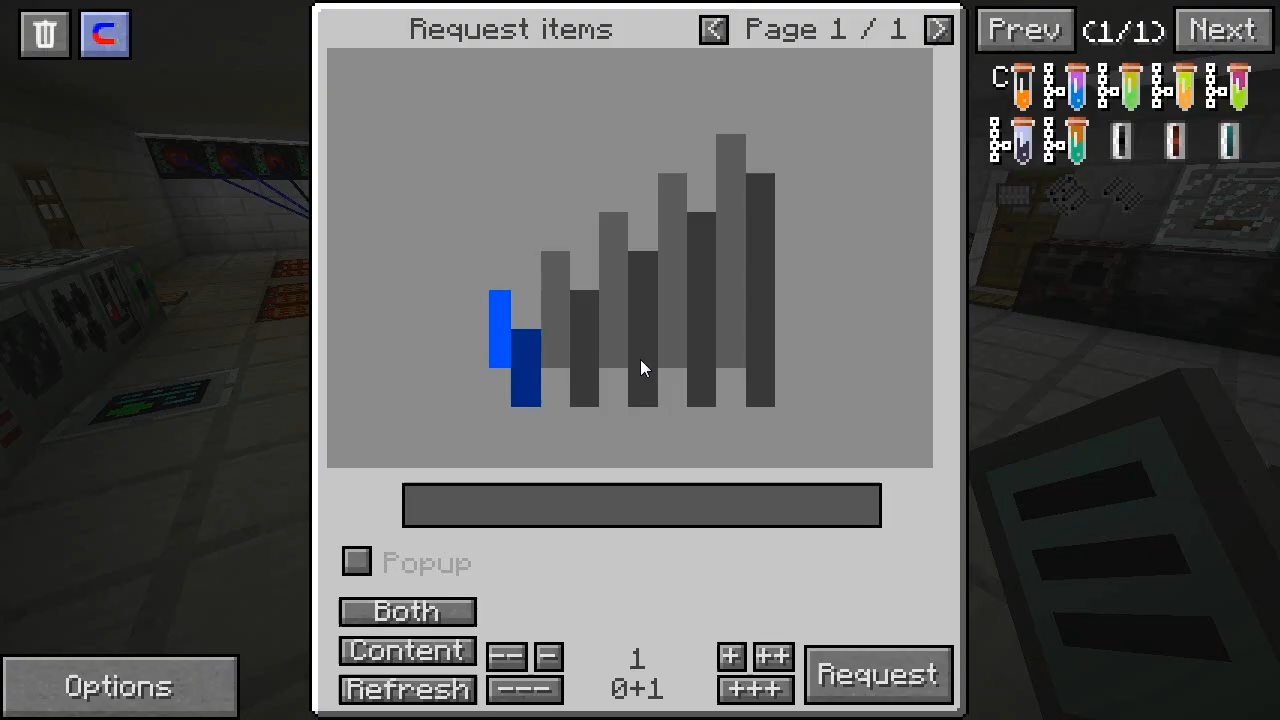 Request items
Page 1 / 1
Prev (1/1) Next
C
Popup
Both
Content
Refresh
-- -
---
1
0+1
+ ++
+++
Request
Options